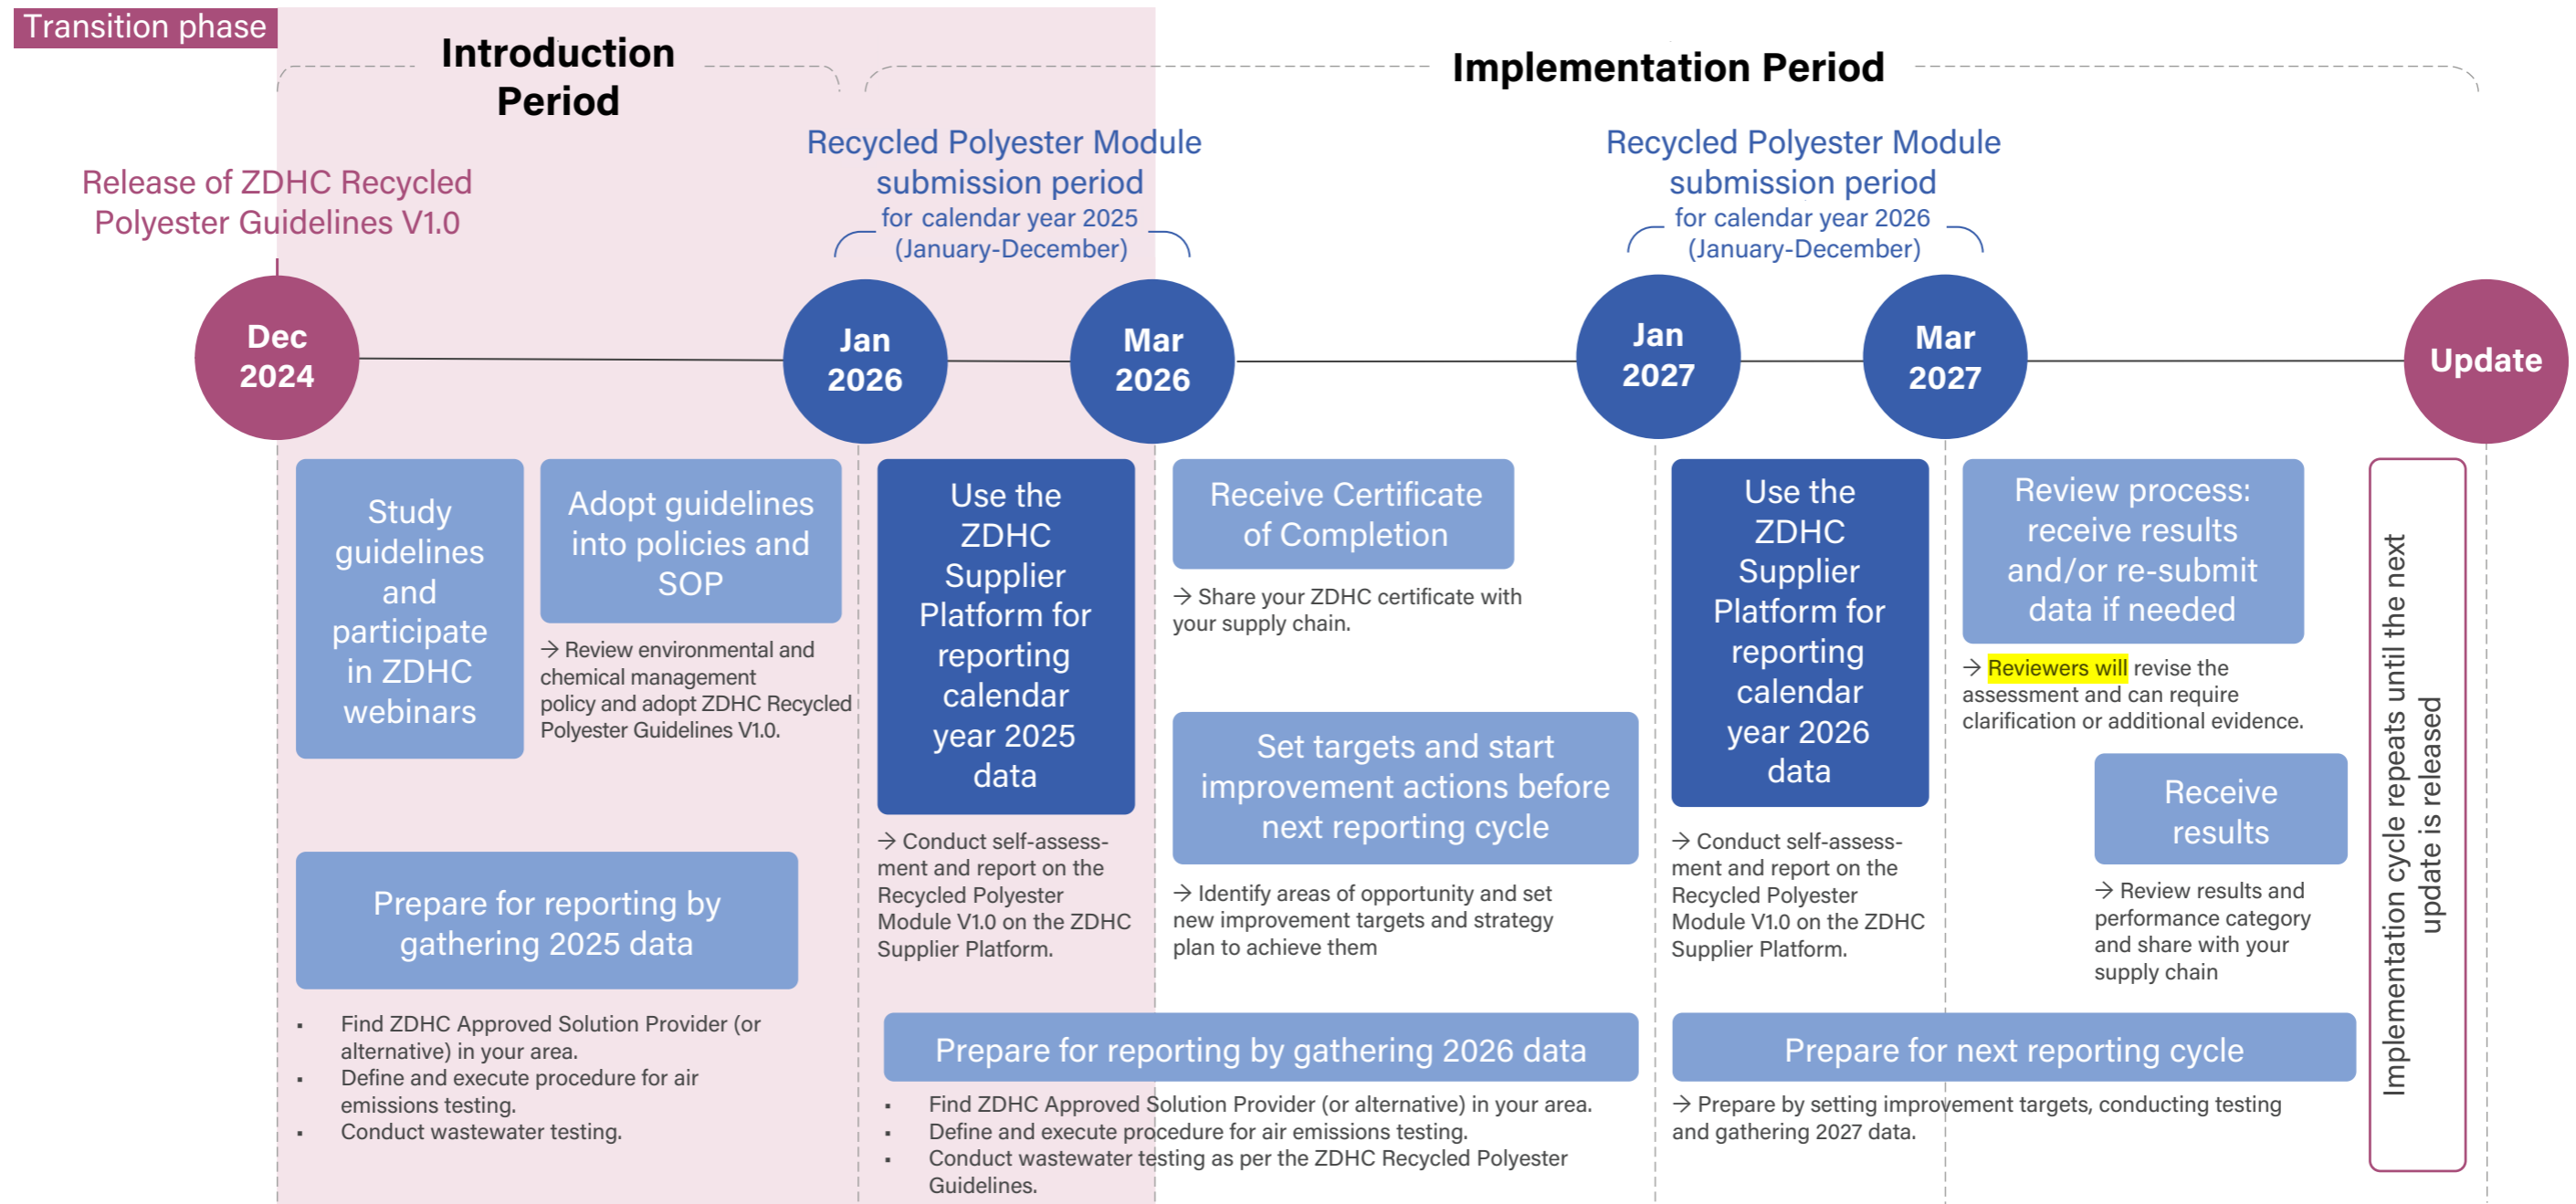 Transition phase
Introduction
Period
Implementation Period
Release of ZDHC Recycled
Polyester Guidelines V1.0
Recycled Polyester Module
submission period
for calendar year 2025
(January-December)
Recycled Polyester Module
submission period
for calendar year 2026
(January-December)
Dec
2024
Jan
2026
Mar
2026
Jan
2027
Mar
2027
Update
Study
guidelines
and
participate
in ZDHC
webinars
Adopt guidelines
into policies and
SOP
→ Review environmental and
chemical management
policy and adopt ZDHC Recycled
Polyester Guidelines V1.0.
Prepare for reporting by
gathering 2025 data
▪ Find ZDHC Approved Solution Provider (or
alternative) in your area.
▪ Define and execute procedure for air
emissions testing.
▪ Conduct wastewater testing.
Use the
ZDHC
Supplier
Platform for
reporting
calendar
year 2025
data
→ Conduct self-assess-
ment and report on the
Recycled Polyester
Module V1.0 on the ZDHC
Supplier Platform.
Receive Certificate
of Completion
→ Share your ZDHC certificate with
your supply chain.
Set targets and start
improvement actions before
next reporting cycle
→ Identify areas of opportunity and set
new improvement targets and strategy
plan to achieve them
Prepare for reporting by gathering 2026 data
▪ Find ZDHC Approved Solution Provider (or alternative) in your area.
▪ Define and execute procedure for air emissions testing.
▪ Conduct wastewater testing as per the ZDHC Recycled Polyester
Guidelines.
Use the
ZDHC
Supplier
Platform for
reporting
calendar
year 2026
data
→ Conduct self-assess-
ment and report on the
Recycled Polyester
Module V1.0 on the ZDHC
Supplier Platform.
Review process:
receive results
and/or re-submit
data if needed
→ Reviewers will revise the
assessment and can require
clarification or additional evidence.
Receive
results
→ Review results and
performance category
and share with your
supply chain
Prepare for next reporting cycle
→ Prepare by setting improvement targets, conducting testing
and gathering 2027 data.
Implementation cycle repeats until the next
update is released